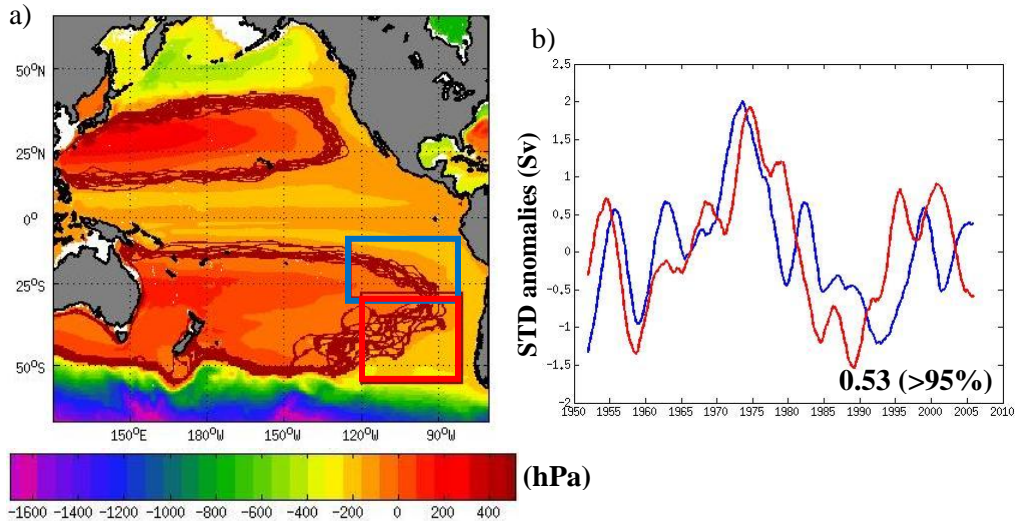 a)
50°N
25°N
0°
25°S
50°S
150°E 180°W 150°W 120°W 90°W
-1600 -1400 -1200 -1000 -800 -600 -400 -200 0 200 400
(hPa)
b)
STD anomalies (Sv)
2.5
2
1.5
1
0.5
0
-0.5
-1
-1.5
-2
0.53 (>95%)
1950 1955 1960 1965 1970 1975 1980 1985 1990 1995 2000 2005 2010